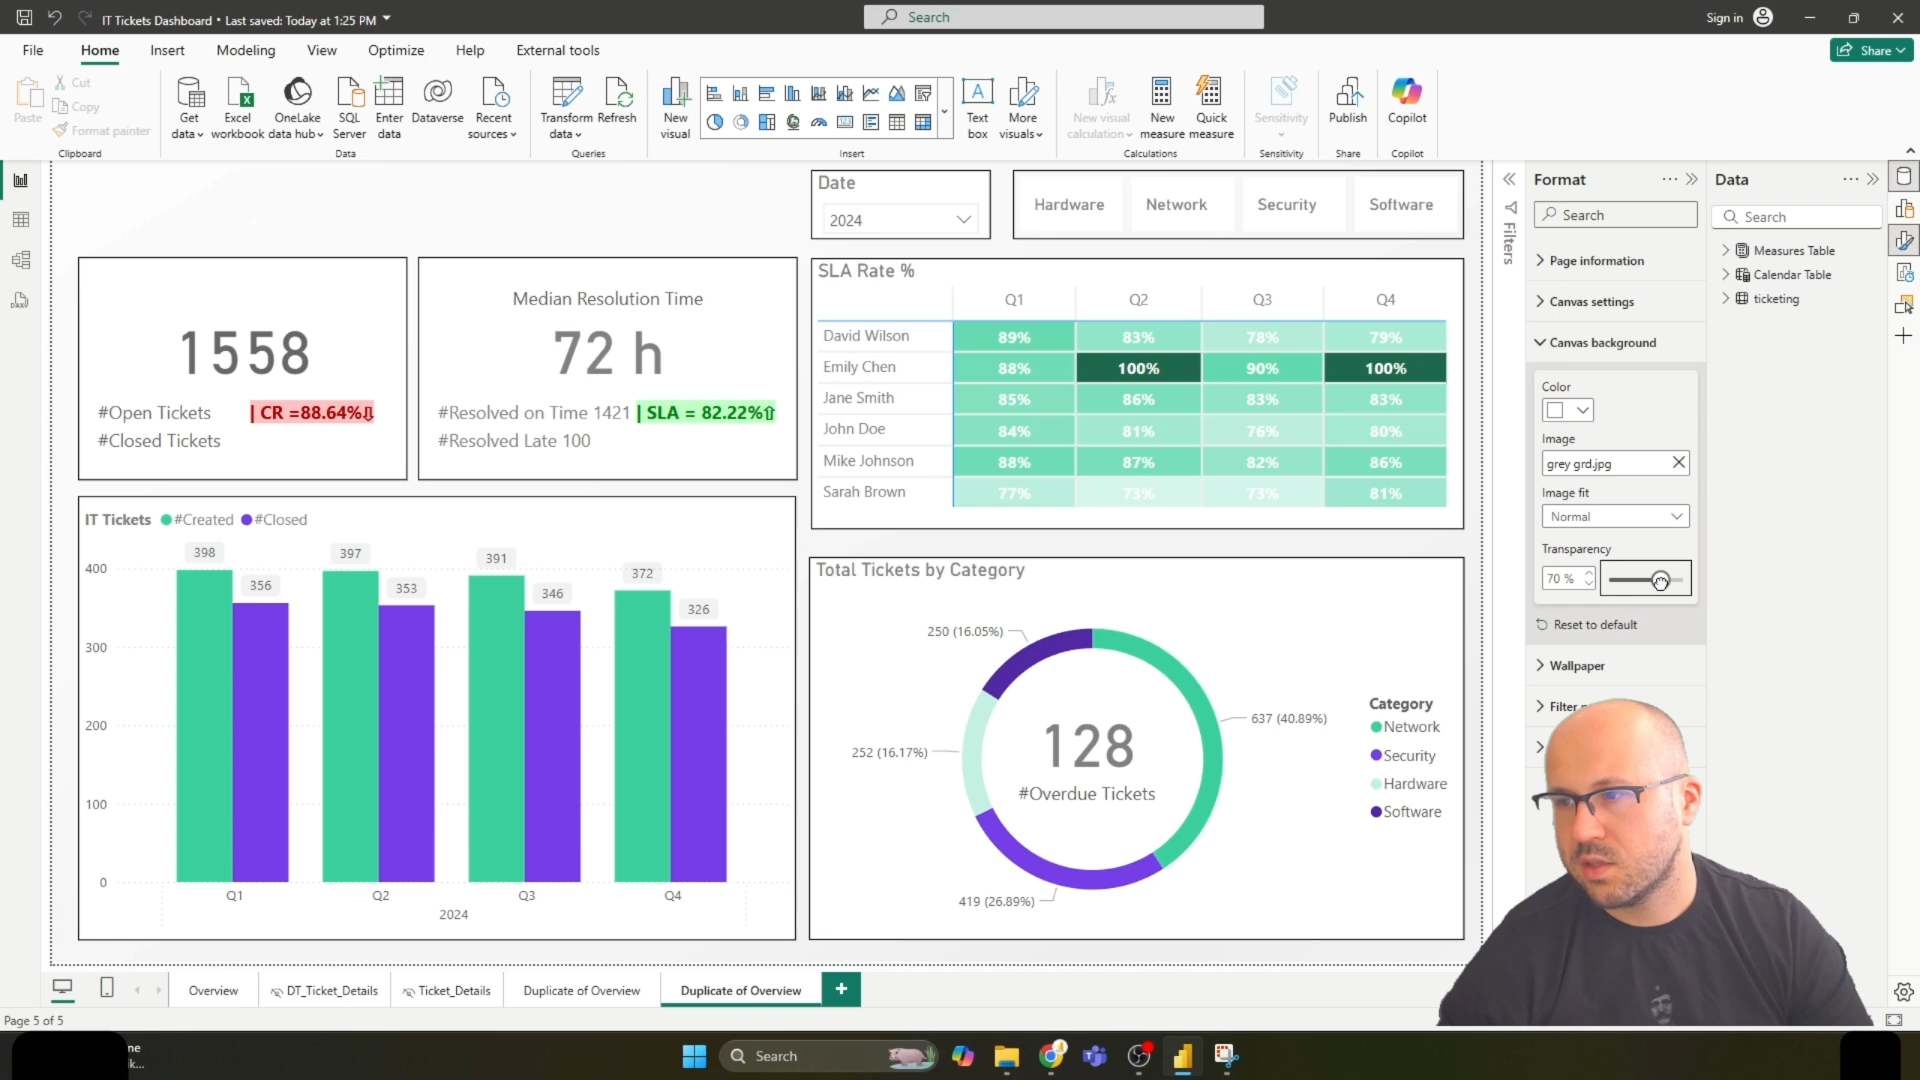 IT Tickets Dashboard • Last saved: Today at 1:25 PM
Search
Sign in
File Home Insert Modeling View Optimize Help External tools
Share
Paste
Cut
Copy
Format painter
Clipboard
Get data
Excel workbook
OneLake data hub
SQL Server
Enter data
Dataverse
Recent sources
Data
Transform data
Refresh
Queries
New visual
Text box
More visuals
Insert
New visual calculation
New measure
Quick measure
Calculations
Sensitivity
Sensitivity
Publish
Share
Copilot
Copilot
Date
2024
Hardware Network Security Software
1558
#Open Tickets | CR =88.64%⇩
#Closed Tickets
Median Resolution Time
72 h
#Resolved on Time 1421 | SLA = 82.22%⇧
#Resolved Late 100
SLA Rate %
Q1 Q2 Q3 Q4
David Wilson 89% 83% 78% 79%
Emily Chen 88% 100% 90% 100%
Jane Smith 85% 86% 83% 83%
John Doe 84% 81% 76% 80%
Mike Johnson 88% 87% 82% 86%
Sarah Brown 77% 73% 73% 81%
IT Tickets #Created #Closed
398 356 397 353 391 346 372 326
400
300
200
100
0
Q1 Q2 Q3 Q4
2024
Total Tickets by Category
250 (16.05%)
637 (40.89%)
252 (16.17%)
419 (26.89%)
128
#Overdue Tickets
Category
Network
Security
Hardware
Software
Filters
Format
Search
Page information
Canvas settings
Canvas background
Color
Image
grey grd.jpg
Image fit
Normal
Transparency
70 %
Reset to default
Wallpaper
Filter
Data
Search
Measures Table
Calendar Table
ticketing
Overview DT_Ticket_Details Ticket_Details Duplicate of Overview Duplicate of Overview
Page 5 of 5
me
k...
Search